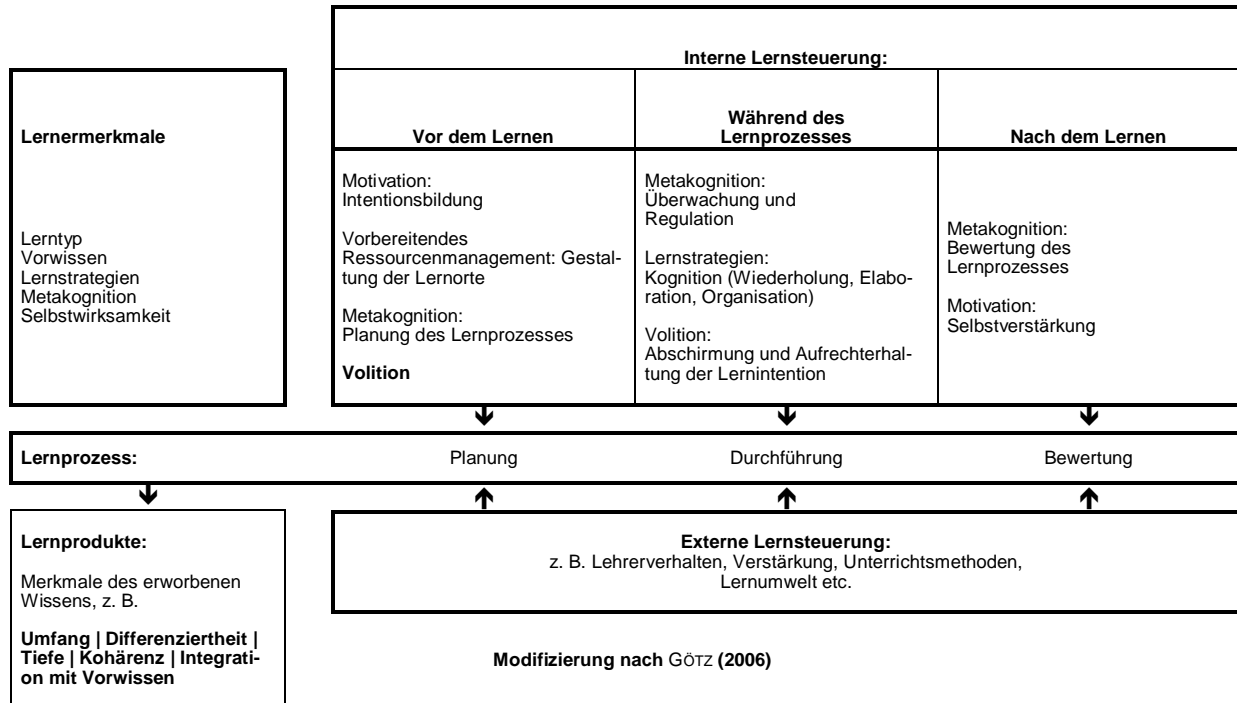 Interne Lernsteuerung:
Lernermerkmale
Vor dem Lernen
Während des
Lernprozesses
Nach dem Lernen
Lerntyp
Vorwissen
Lernstrategien
Metakognition
Selbstwirksamkeit
Motivation:
Intentionsbildung
Vorbereitendes
Ressourcenmanagement: Gestal-
tung der Lernorte
Metakognition:
Planung des Lernprozesses
Volition
Metakognition:
Überwachung und
Regulation
Lernstrategien:
Kognition (Wiederholung, Elabo-
ration, Organisation)
Volition:
Abschirmung und Aufrechterhal-
tung der Lernintention
Metakognition:
Bewertung des
Lernprozesses
Motivation:
Selbstverstärkung
Lernprozess: Planung Durchführung Bewertung
Lernprodukte:
Merkmale des erworbenen
Wissens, z. B.
Umfang | Differenziertheit |
Tiefe | Kohärenz | Integrati-
on mit Vorwissen
Externe Lernsteuerung:
z. B. Lehrerverhalten, Verstärkung, Unterrichtsmethoden,
Lernumwelt etc.
Modifizierung nach GÖTZ (2006)